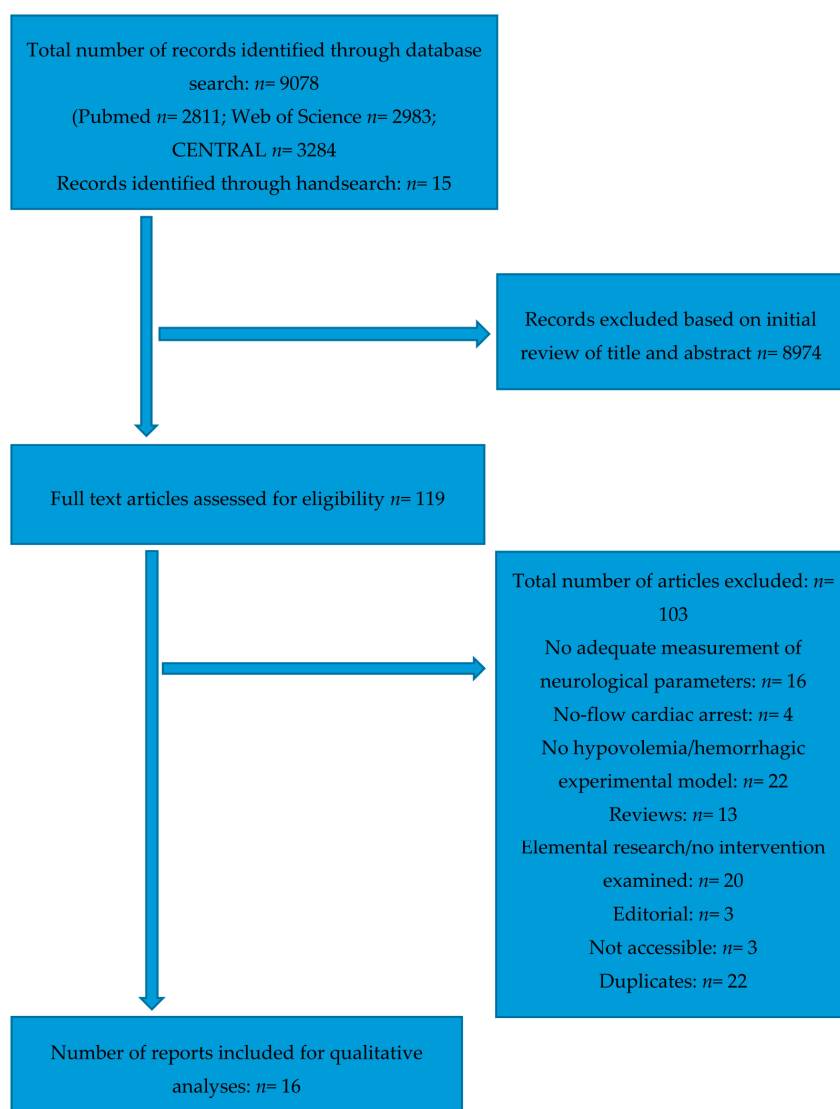 Total number of records identified through database
search: n= 9078
(Pubmed n= 2811; Web of Science n= 2983;
CENTRAL n= 3284
Records identified through handsearch: n= 15
Records excluded based on initial
review of title and abstract n= 8974
Full text articles assessed for eligibility n= 119
Total number of articles excluded: n=
103
No adequate measurement of
neurological parameters: n= 16
No-flow cardiac arrest: n= 4
No hypovolemia/hemorrhagic
experimental model: n= 22
Reviews: n= 13
Elemental research/no intervention
examined: n= 20
Editorial: n= 3
Not accessible: n= 3
Duplicates: n= 22
Number of reports included for qualitative
analyses: n= 16